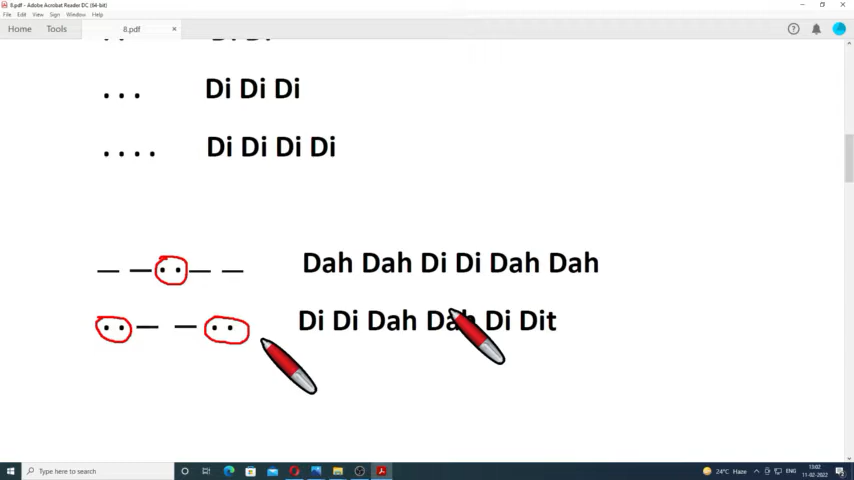 8.pdf - Adobe Acrobat Reader DC (64-bit)
File Edit View Sign Window Help
Home Tools 8.pdf
. . Di Di
. . . Di Di Di
. . . . Di Di Di Di
— — . . — — Dah Dah Di Di Dah Dah
. . — — . . Di Di Dah Dah Di Dit
Type here to search
24°C Haze
ENG
13:02
11-02-2022